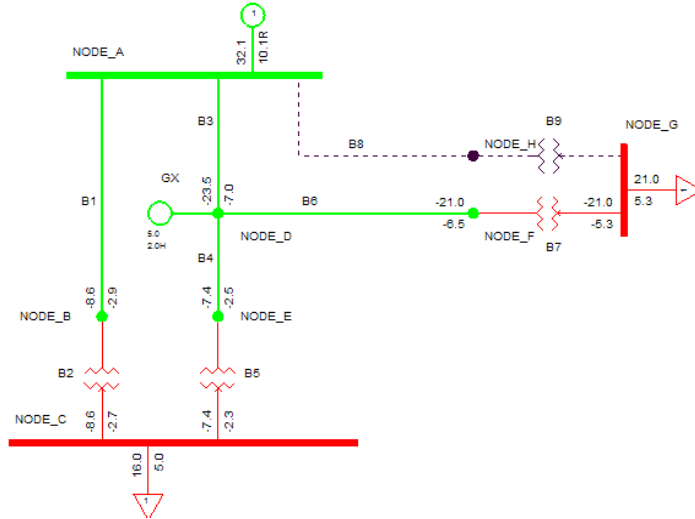 1
32.1
10.1R
NODE_A
B3
B8
NODE_H
B9
NODE_G
GX
-23.5
-7.0
21.0
5.3
1
B1
5.0
2.0H
B6
-21.0
-6.5
-21.0
-5.3
NODE_D
NODE_F
B7
B4
-8.6
-2.9
-7.4
-2.5
NODE_B
NODE_E
B2
B5
NODE_C
-8.6
-2.7
-7.4
-2.3
16.0
5.0
1